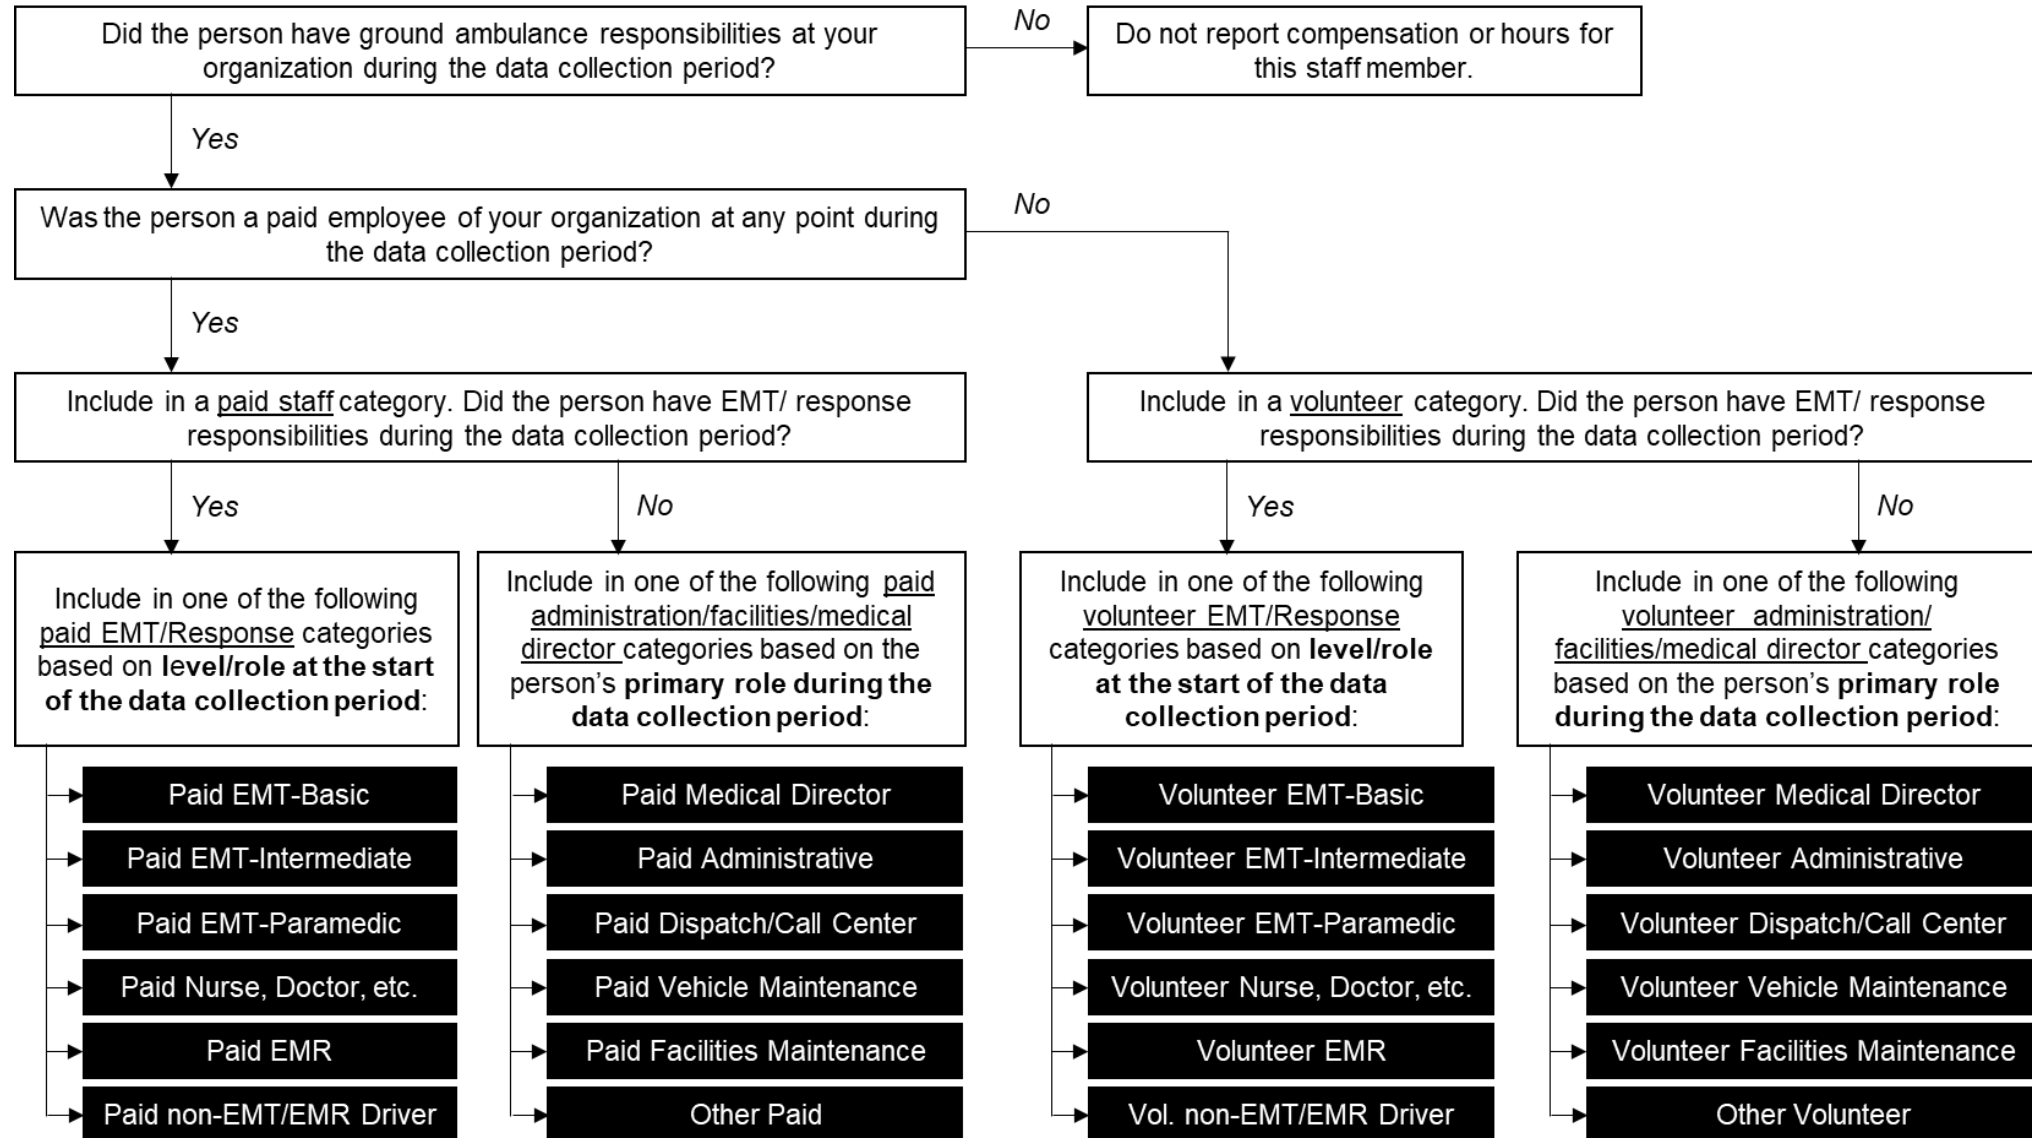 Did the person have ground ambulance responsibilities at your
organization during the data collection period?
No
Do not report compensation or hours for
this staff member.
Yes
Was the person a paid employee of your organization at any point during
the data collection period?
No
Yes
Include in a paid staff category. Did the person have EMT/ response
responsibilities during the data collection period?
Include in a volunteer category. Did the person have EMT/ response
responsibilities during the data collection period?
Yes
No
Yes
No
Include in one of the following
paid EMT/Response categories
based on level/role at the start
of the data collection period:
Paid EMT-Basic
Paid EMT-Intermediate
Paid EMT-Paramedic
Paid Nurse, Doctor, etc.
Paid EMR
Paid non-EMT/EMR Driver
Include in one of the following paid
administration/facilities/medical
director categories based on the
person’s primary role during the
data collection period:
Paid Medical Director
Paid Administrative
Paid Dispatch/Call Center
Paid Vehicle Maintenance
Paid Facilities Maintenance
Other Paid
Include in one of the following
volunteer EMT/Response
categories based on level/role
at the start of the data
collection period:
Volunteer EMT-Basic
Volunteer EMT-Intermediate
Volunteer EMT-Paramedic
Volunteer Nurse, Doctor, etc.
Volunteer EMR
Vol. non-EMT/EMR Driver
Include in one of the following
volunteer administration/
facilities/medical director categories
based on the person’s primary role
during the data collection period:
Volunteer Medical Director
Volunteer Administrative
Volunteer Dispatch/Call Center
Volunteer Vehicle Maintenance
Volunteer Facilities Maintenance
Other Volunteer